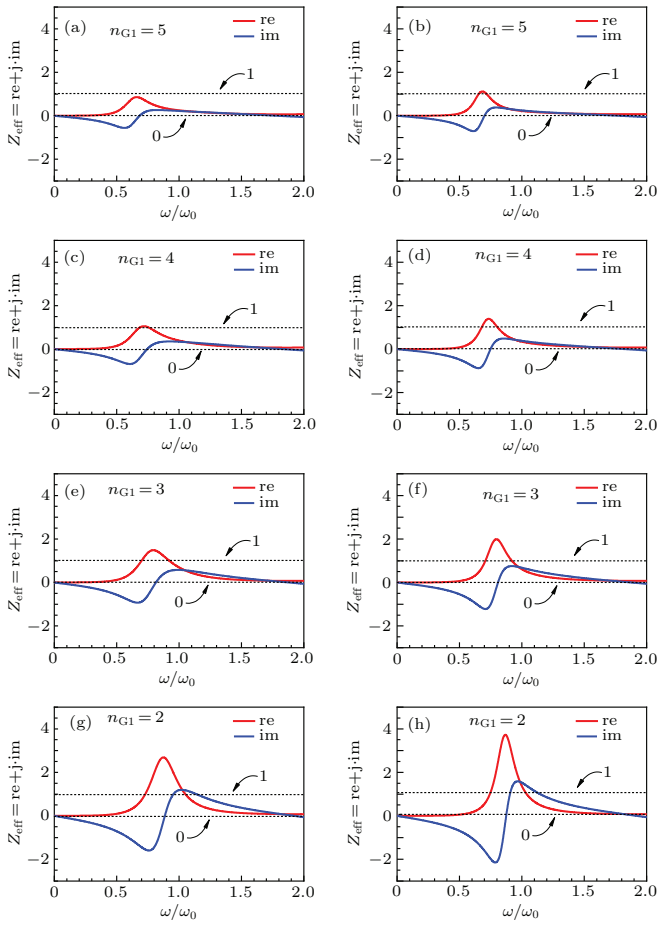 (a) n_G1 = 5 re im
Z_eff = re+j·im
4 2 0 −2
1
0
0 0.5 1.0 1.5 2.0
ω/ω_0
(b) n_G1 = 5 re im
Z_eff = re+j·im
4 2 0 −2
1
0
0 0.5 1.0 1.5 2.0
ω/ω_0
(c) n_G1 = 4 re im
Z_eff = re+j·im
4 2 0 −2
1
0
0 0.5 1.0 1.5 2.0
ω/ω_0
(d) n_G1 = 4 re im
Z_eff = re+j·im
4 2 0 −2
1
0
0 0.5 1.0 1.5 2.0
ω/ω_0
(e) n_G1 = 3 re im
Z_eff = re+j·im
4 2 0 −2
1
0
0 0.5 1.0 1.5 2.0
ω/ω_0
(f) n_G1 = 3 re im
Z_eff = re+j·im
4 2 0 −2
1
0
0 0.5 1.0 1.5 2.0
ω/ω_0
(g) n_G1 = 2 re im
Z_eff = re+j·im
4 2 0 −2
1
0
0 0.5 1.0 1.5 2.0
ω/ω_0
(h) n_G1 = 2 re im
Z_eff = re+j·im
4 2 0 −2
1
0
0 0.5 1.0 1.5 2.0
ω/ω_0